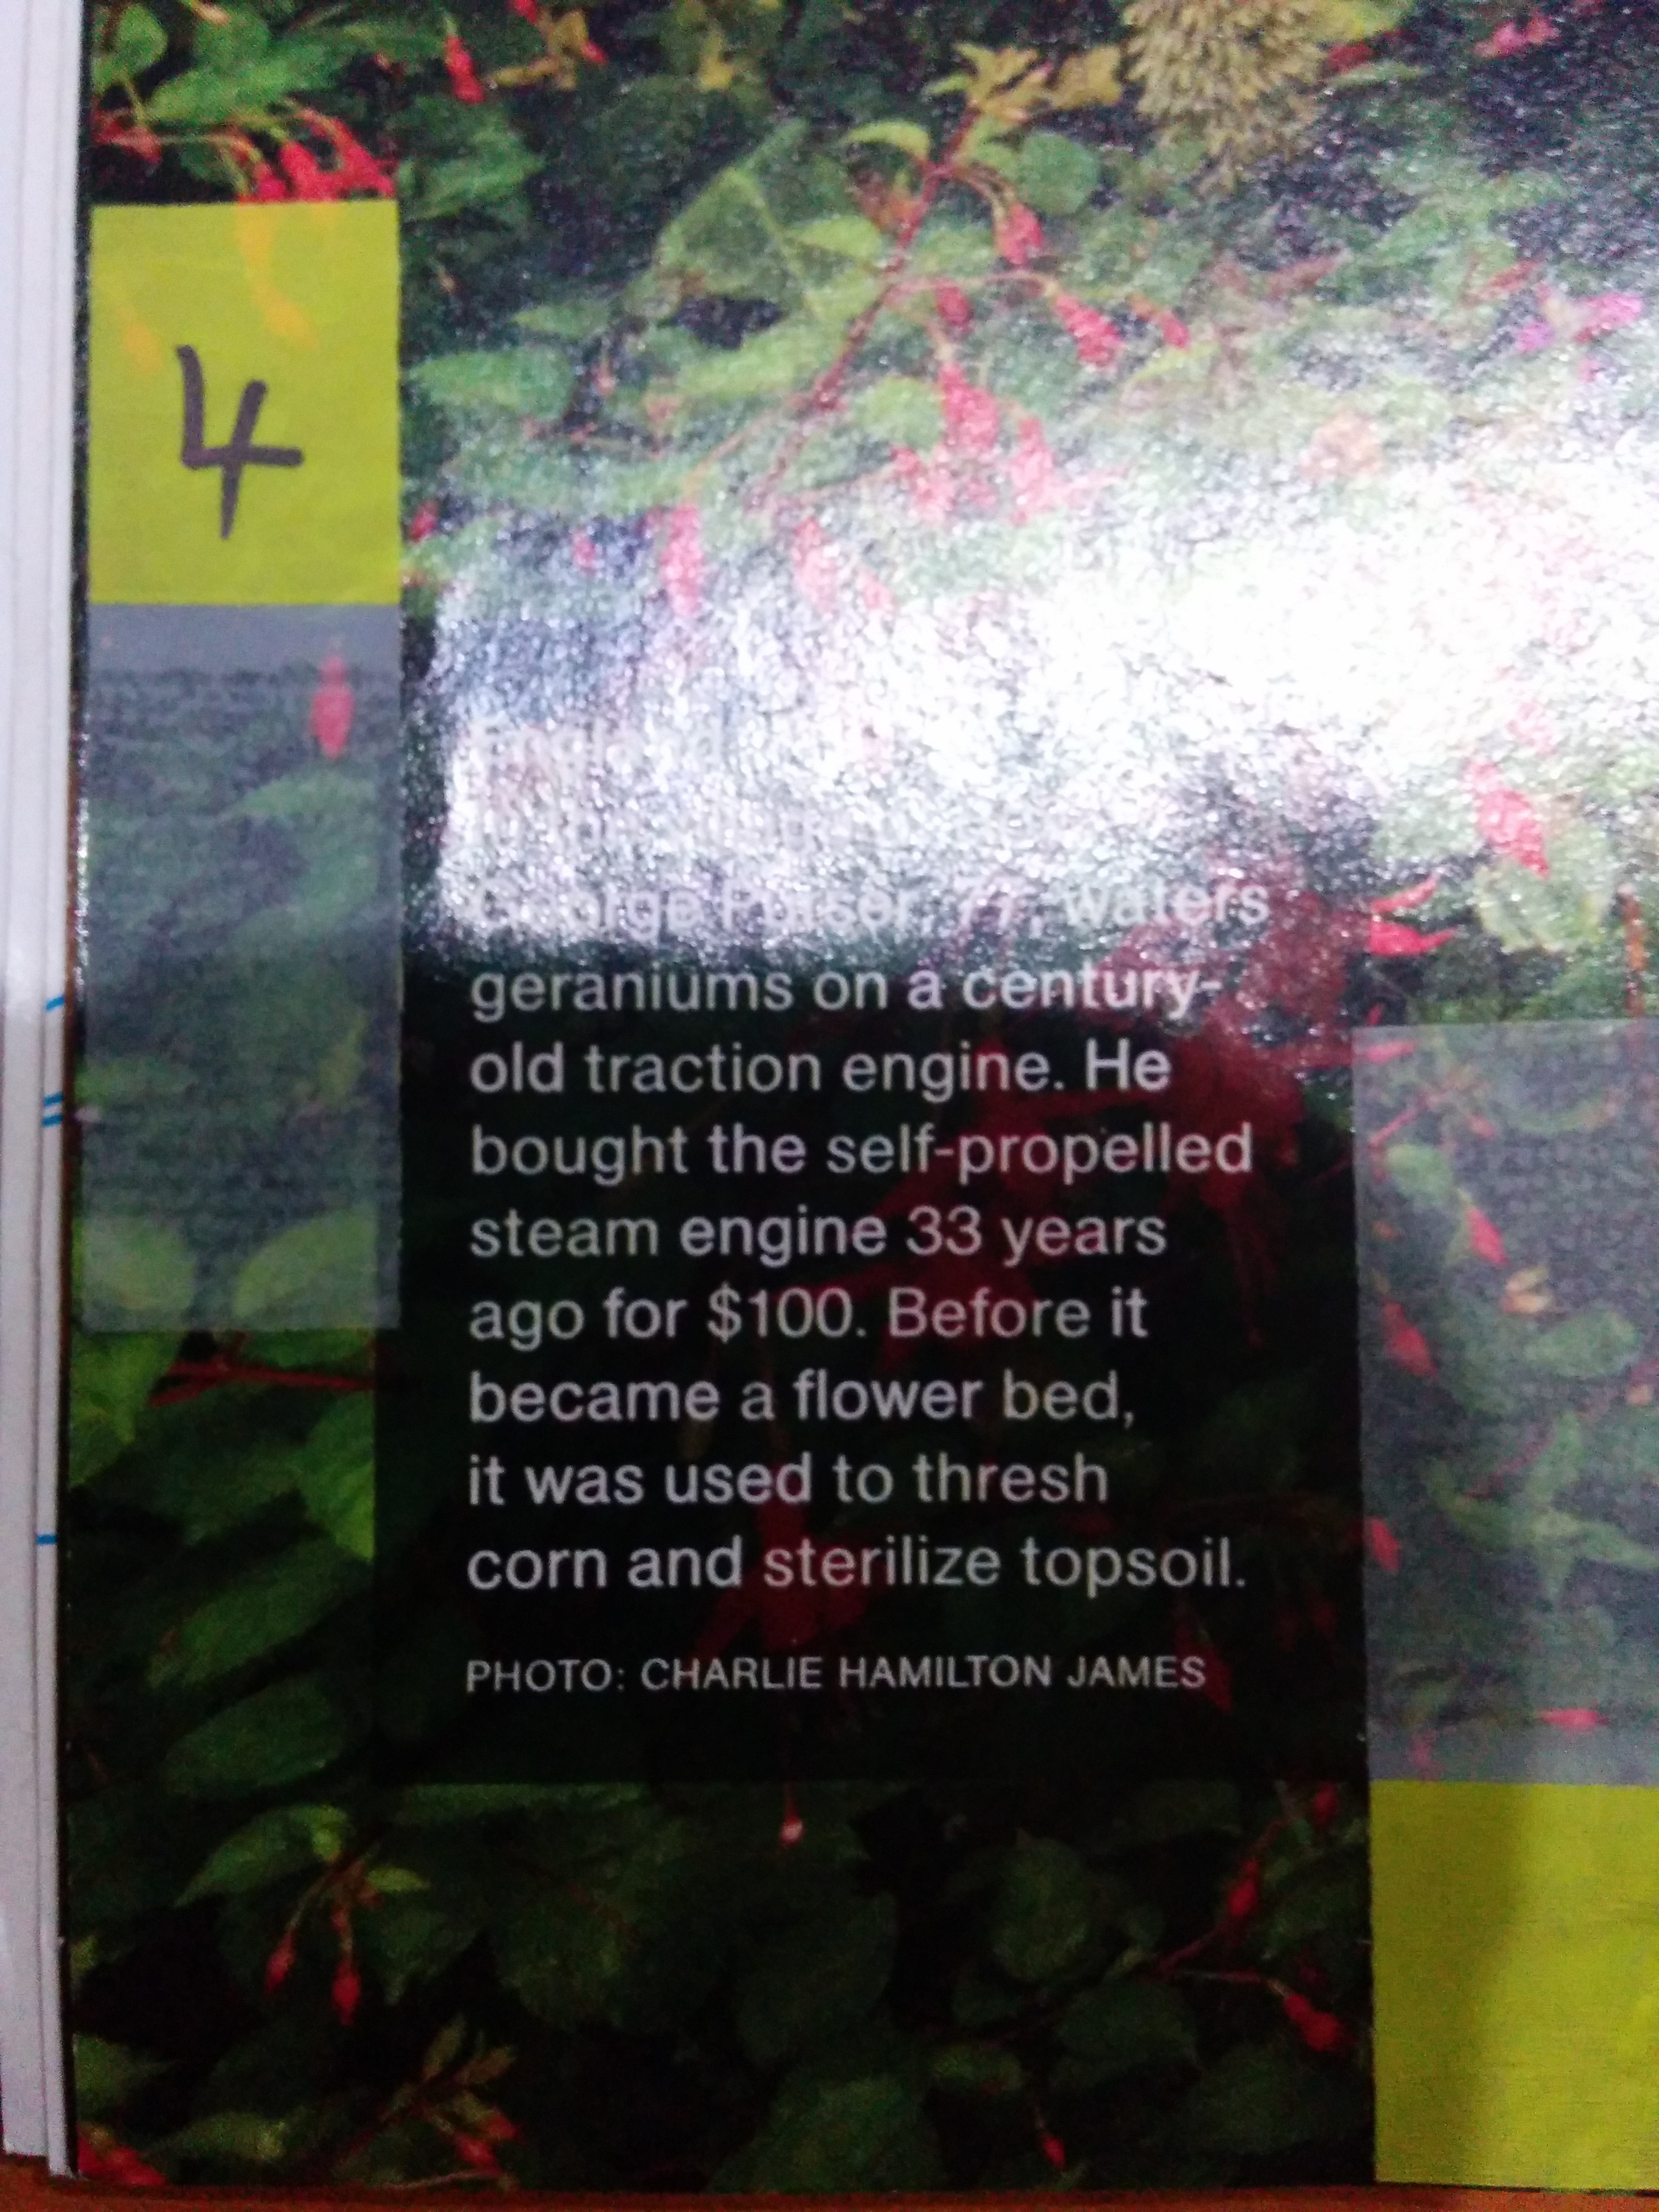 4
England
George Purser, 77, waters
geraniums on a century-
old traction engine. He
bought the self-propelled
steam engine 33 years
ago for $100. Before it
became a flower bed,
it was used to thresh
corn and sterilize topsoil.
PHOTO: CHARLIE HAMILTON JAMES